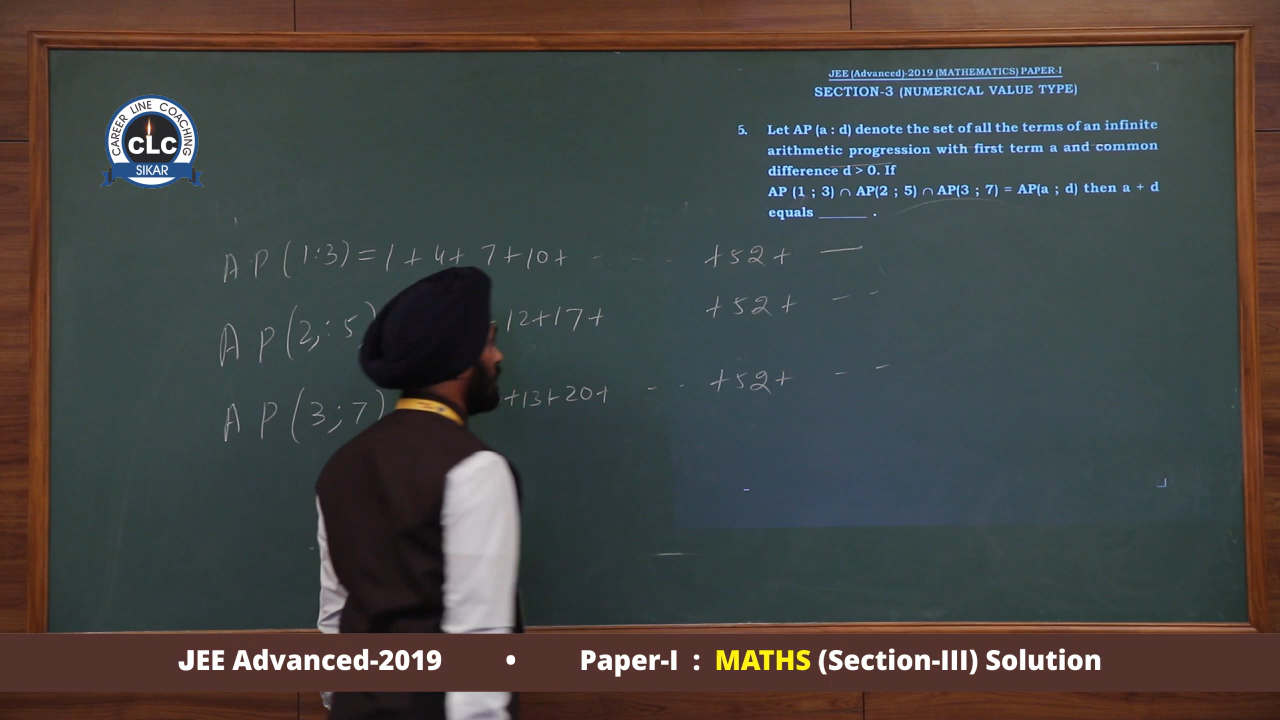 CAREER LINE COACHING
CLC
SIKAR
JEE (Advanced)-2019 (MATHEMATICS) PAPER-I
SECTION-3 (NUMERICAL VALUE TYPE)
5. Let AP (a : d) denote the set of all the terms of an infinite
arithmetic progression with first term a and common
difference d > 0. If
AP (1 ; 3) ∩ AP(2 ; 5) ∩ AP(3 ; 7) = AP(a ; d) then a + d
equals ______ .
AP(1:3) = 1 + 4 + 7 + 10 + - - - + 52 + —
AP(2;5) 12 + 17 + + 52 + - -
AP(3;7) + 13 + 20 + - - + 52 + - -
JEE Advanced-2019 • Paper-I : MATHS (Section-III) Solution